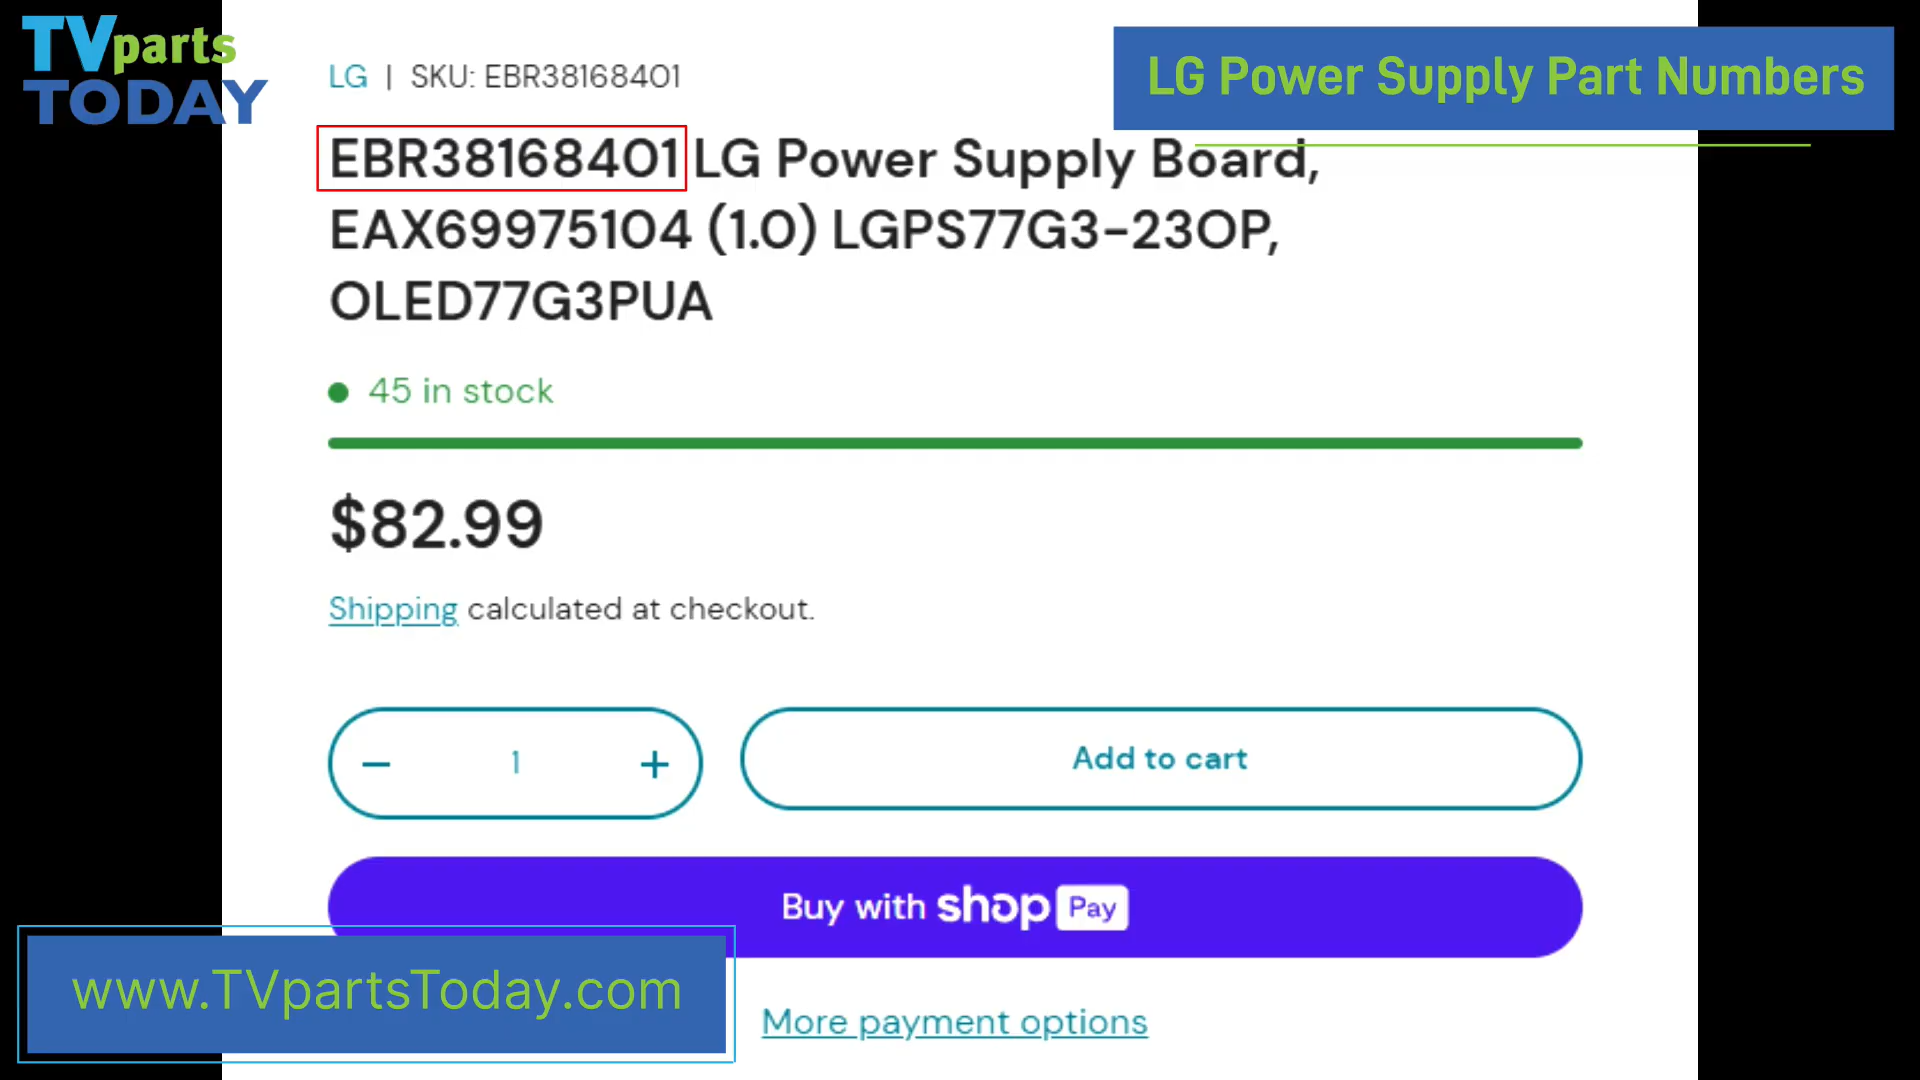 TVparts
TODAY
LG Power Supply Part Numbers
LG | SKU: EBR38168401
EBR38168401 LG Power Supply Board,
EAX69975104 (1.0) LGPS77G3-23OP,
OLED77G3PUA
45 in stock
$82.99
Shipping calculated at checkout.
− 1 +
Add to cart
Buy with shop Pay
www.TVpartsToday.com
More payment options